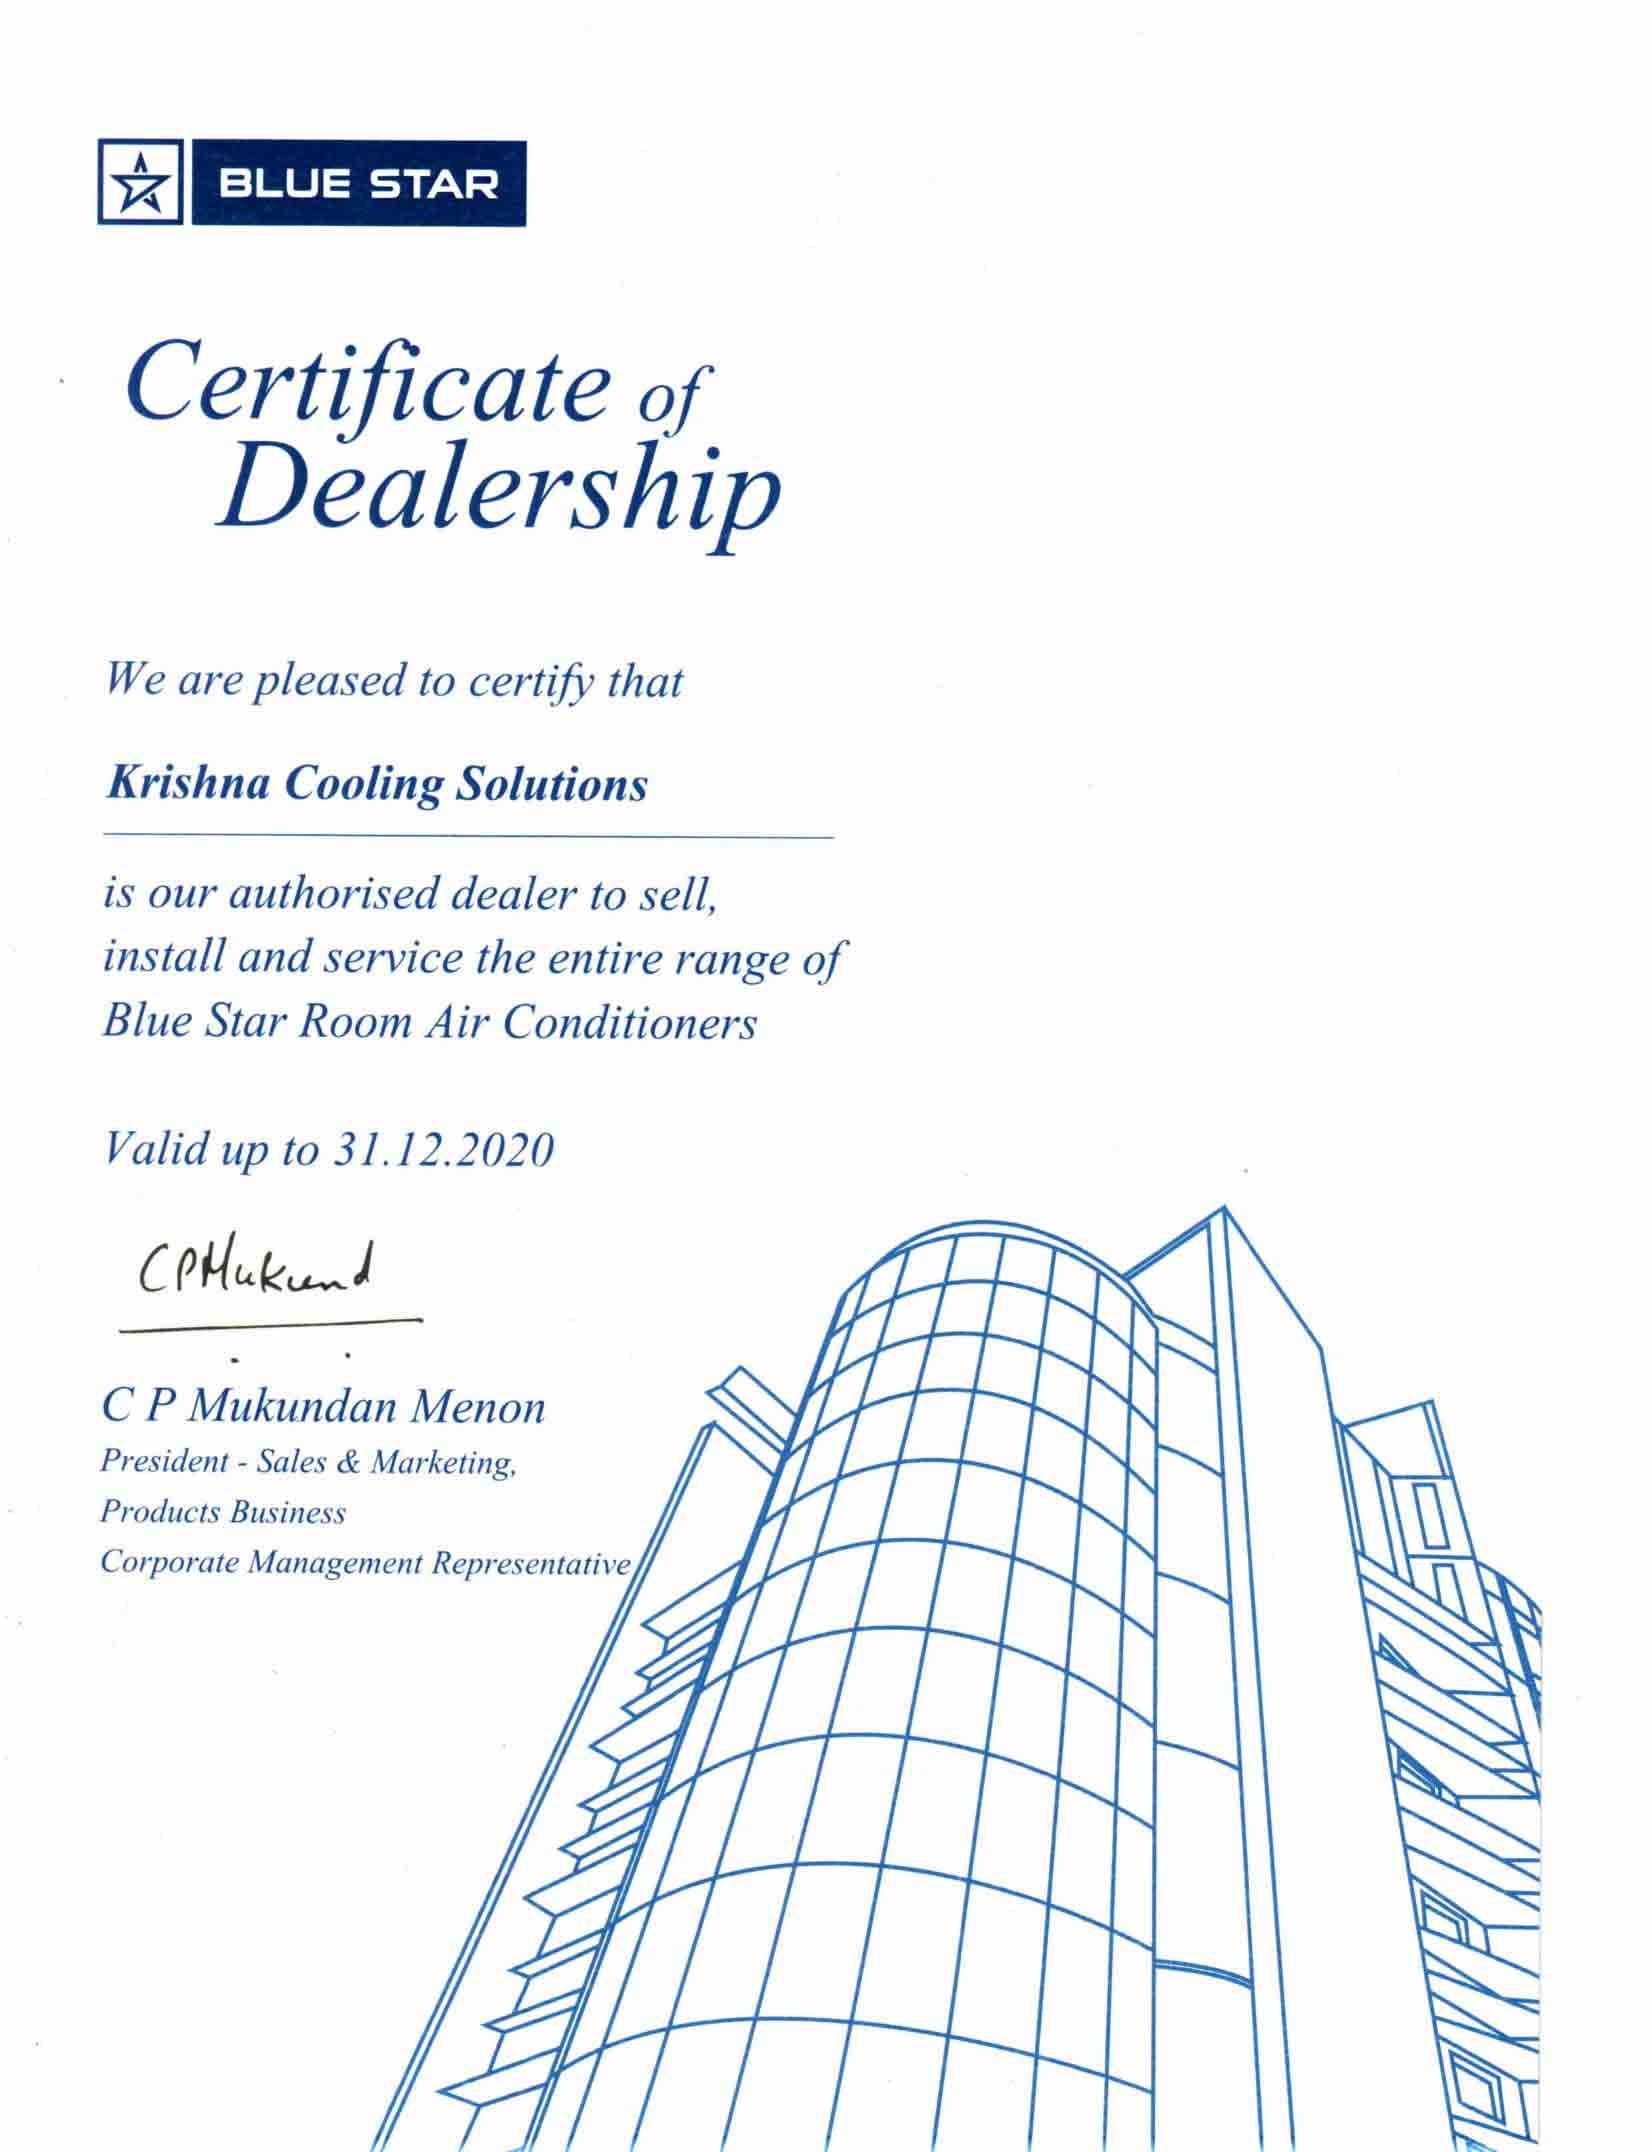 BLUE STAR
Certificate of
Dealership
We are pleased to certify that
Krishna Cooling Solutions
is our authorised dealer to sell,
install and service the entire range of
Blue Star Room Air Conditioners
Valid up to 31.12.2020
CPMukund
C P Mukundan Menon
President - Sales & Marketing,
Products Business
Corporate Management Representative